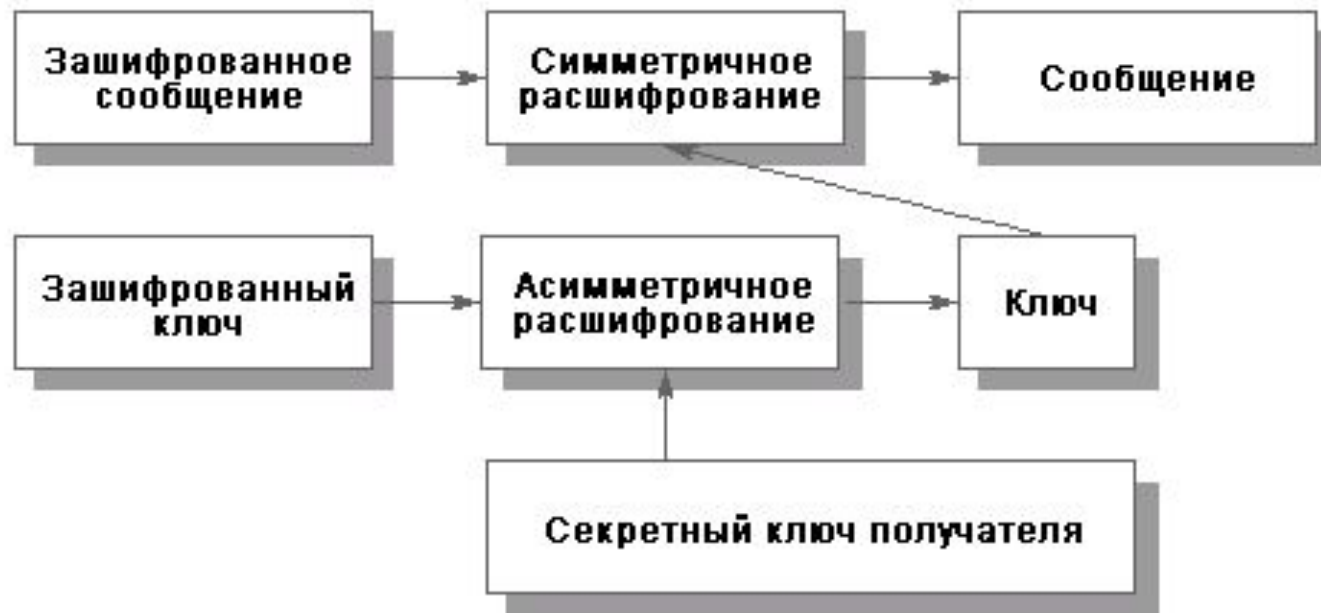 Зашифрованное
сообщение
Симметричное
расшифрование
Сообщение
Зашифрованный
ключ
Асимметричное
расшифрование
Ключ
Секретный ключ получателя